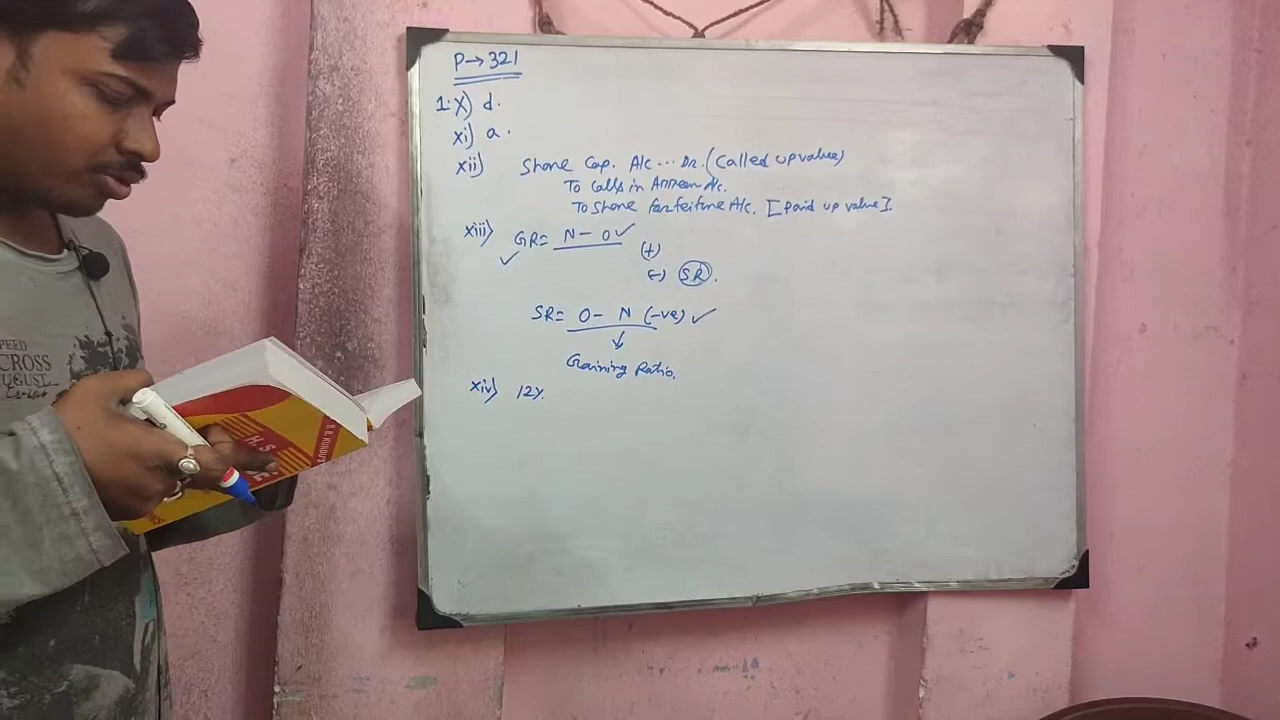 P→321
1. x) d.
xi) a.
xii) Share Cap. A/c ... Dr. (Called up value)
To Calls in Arrear A/c.
To Share forfeiture A/c. [Paid up value].
xiii) GR = N - O ✓
✓ (+)
(-) SR.
SR = O - N (-ve) ✓
↓
Gaining Ratio.
xiv) 12%.
SPEED
CROSS
AUGUST
H.S.